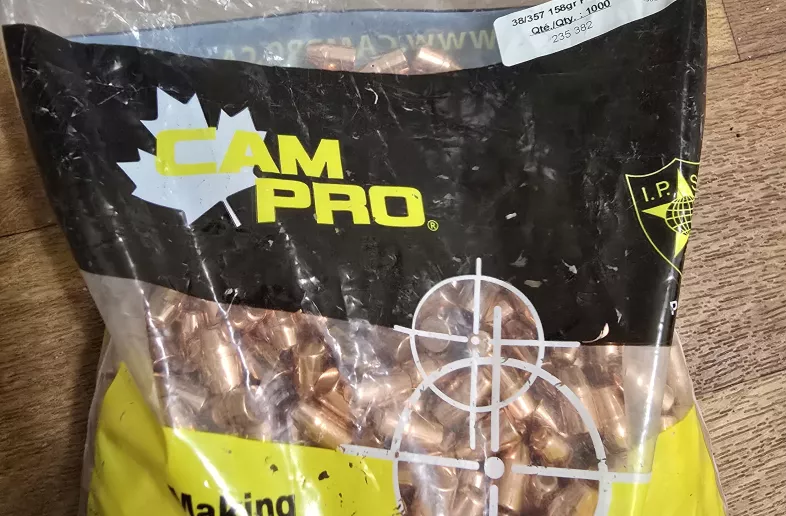 38/357 158gr
Qté./Qty. : 1000
235 382
CAM
PRO®
I.P.S
Making